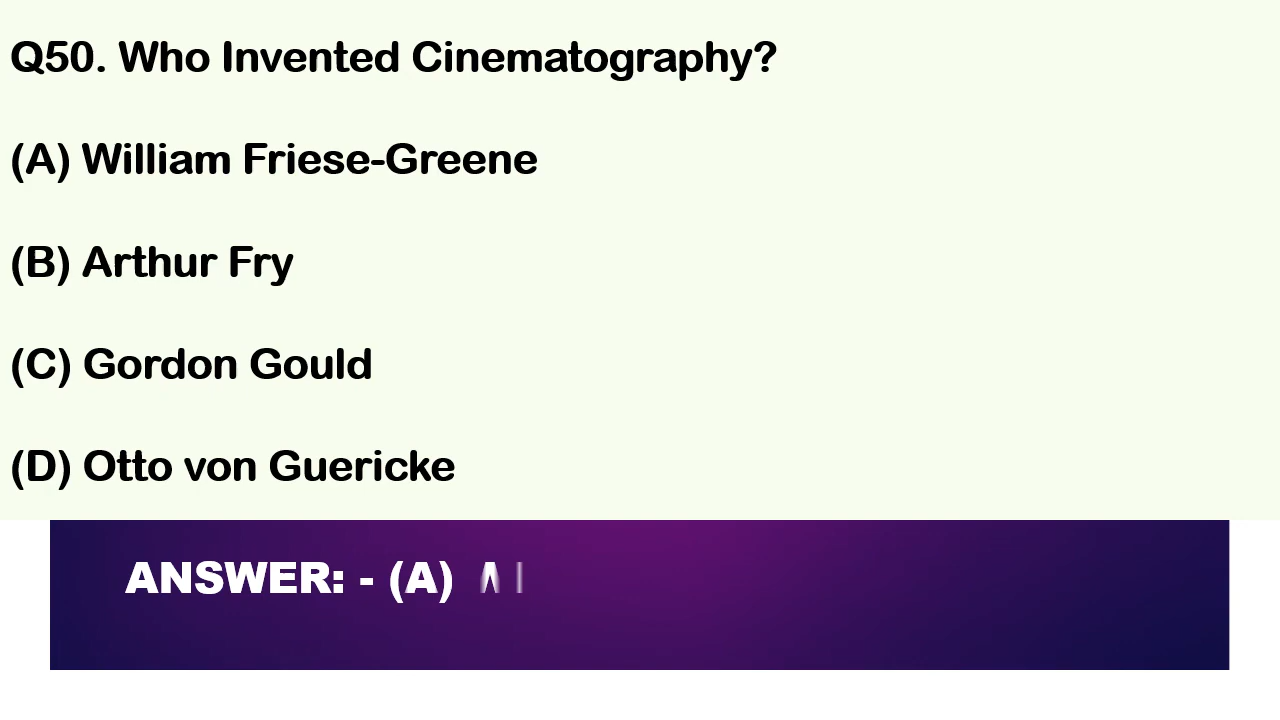 Q50. Who Invented Cinematography?
(A) William Friese-Greene
(B) Arthur Fry
(C) Gordon Gould
(D) Otto von Guericke
ANSWER: - (A)